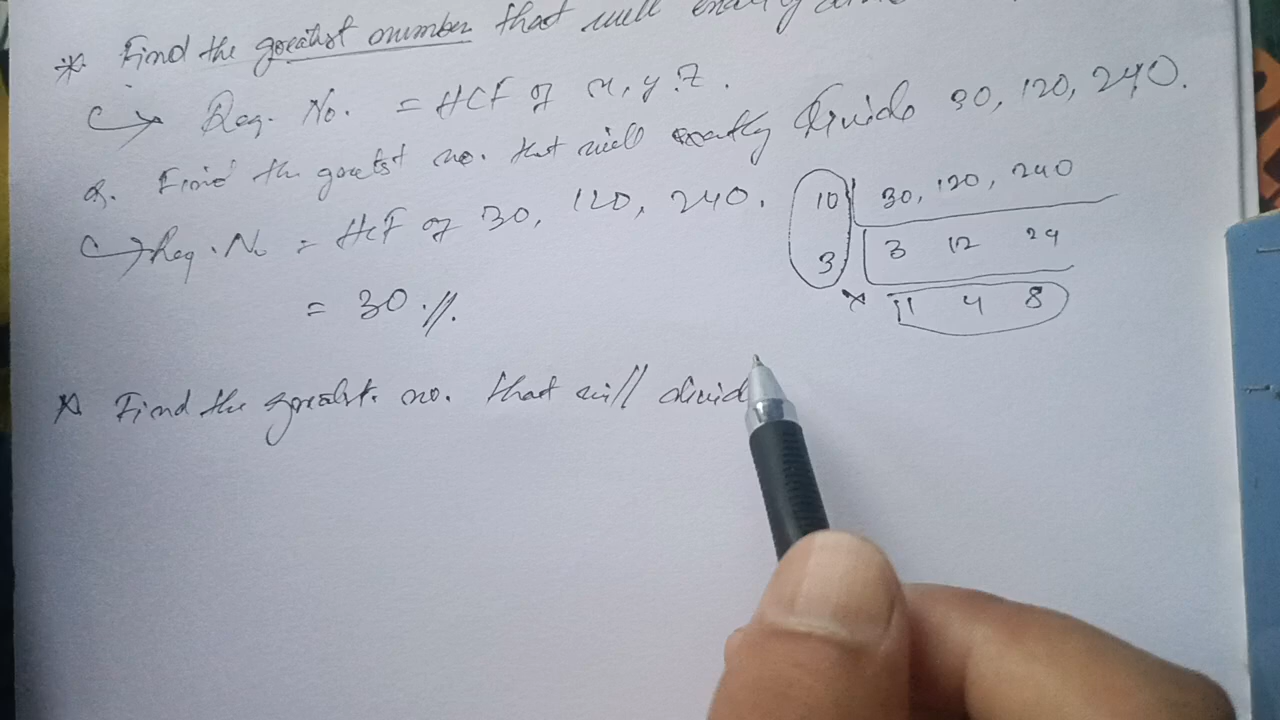 * Find the greatest number that will exactly
↪ Req. No. = HCF of x, y, z.
Q. Find the greatst no. that will exactly divide 30, 120, 240.
↪ Req. No = HCF of 30, 120, 240.
= 30 .//.
10 | 30, 120, 240
3 | 3 12 24
* 1 4 8
* Find the greatest. no. that will divid